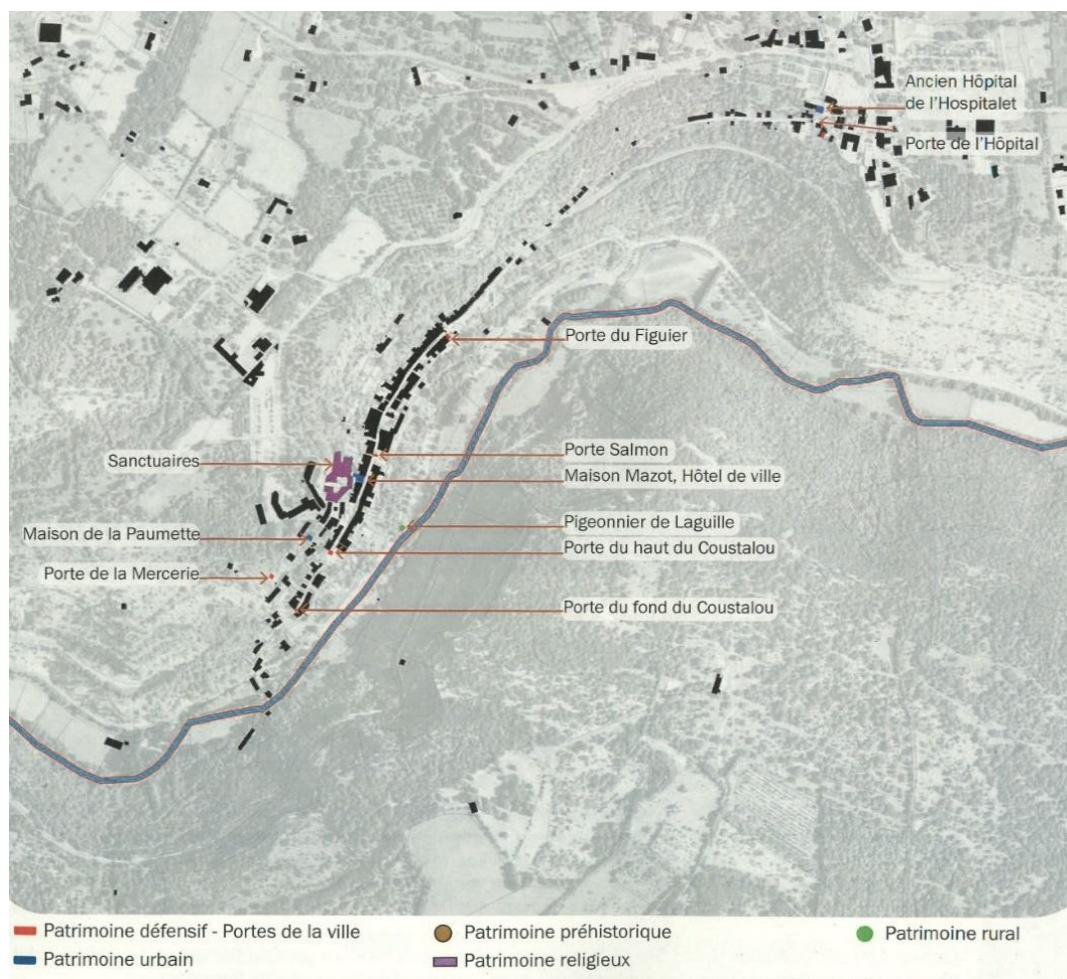 Ancien Hôpital
de l'Hospitalet
Porte de l'Hôpital
Porte du Figuier
Sanctuaires
Porte Salmon
Maison Mazot, Hôtel de ville
Maison de la Paumette
Pigeonnier de Laguille
Porte du haut du Coustalou
Porte de la Mercerie
Porte du fond du Coustalou
Patrimoine défensif - Portes de la ville
Patrimoine préhistorique
Patrimoine rural
Patrimoine urbain
Patrimoine religieux